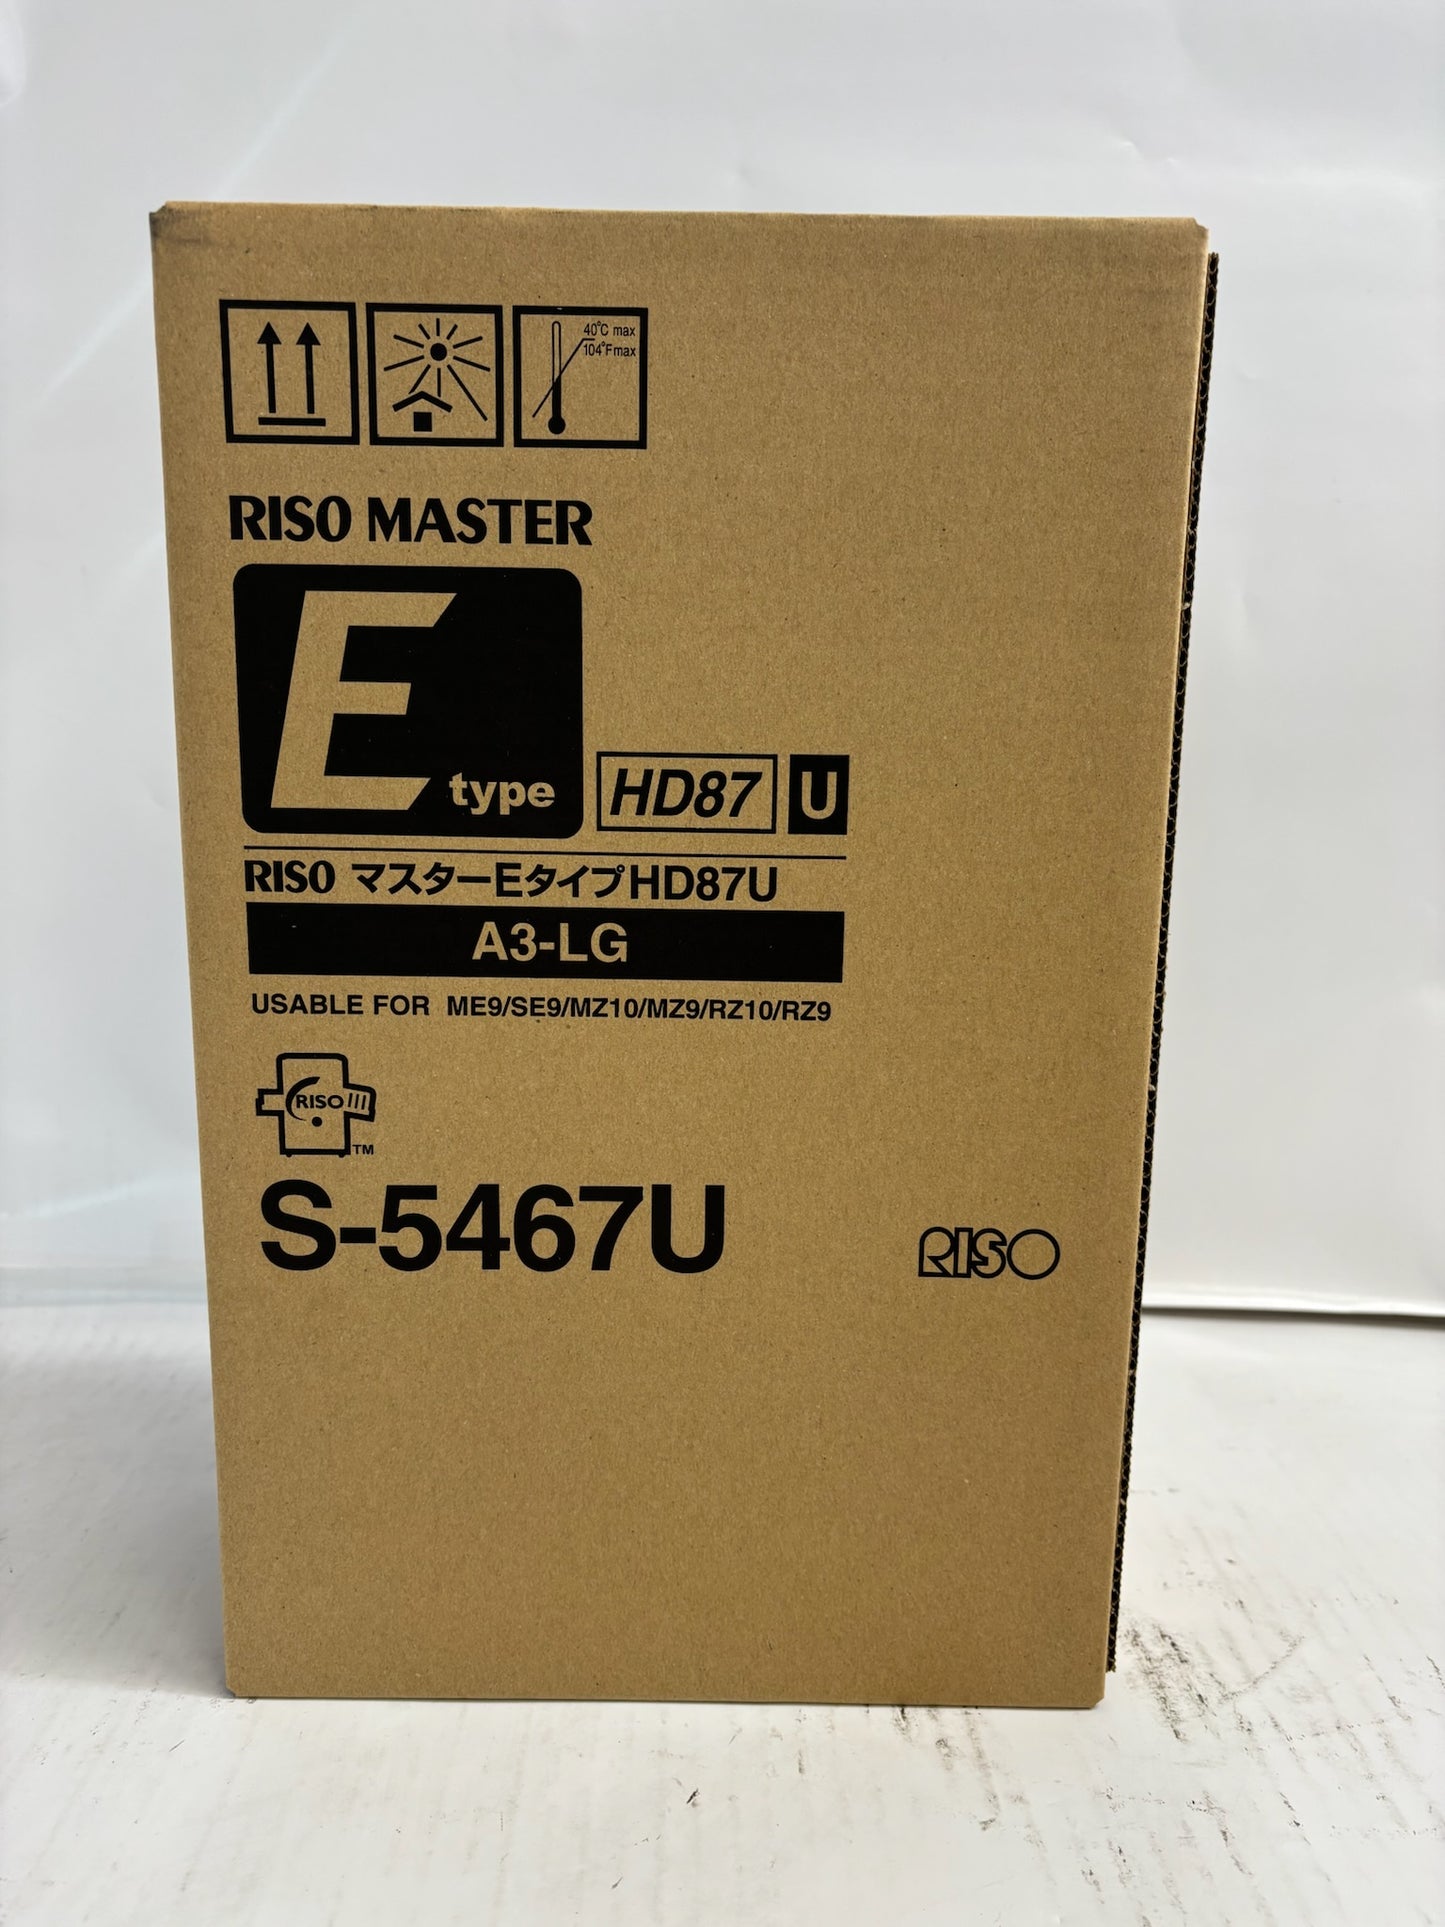 40°C max
104°F max
RISO MASTER
E type
HD87 U
RISO マスターEタイプHD87U
A3-LG
USABLE FOR ME9/SE9/MZ10/MZ9/RZ10/RZ9
RISO
TM
S-5467U
RISO